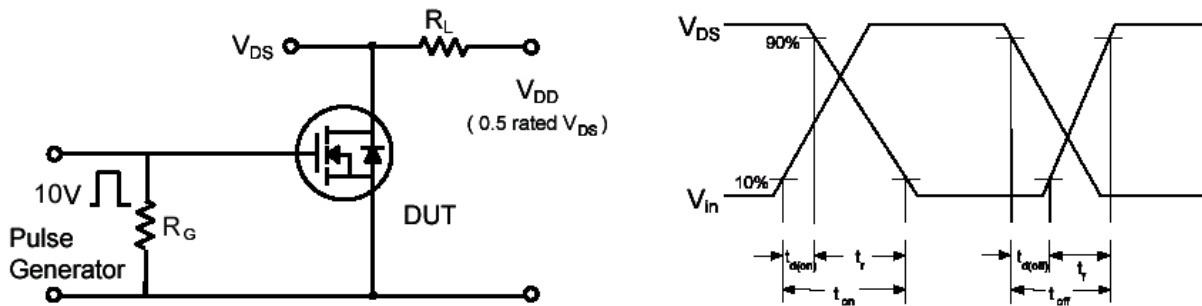 V_DS
R_L
V_DD
( 0.5 rated V_DS )
10V
R_G
DUT
Pulse
Generator
V_DS
90%
10%
V_in
t_d(on)
t_r
t_on
t_d(off)
t_r
t_off